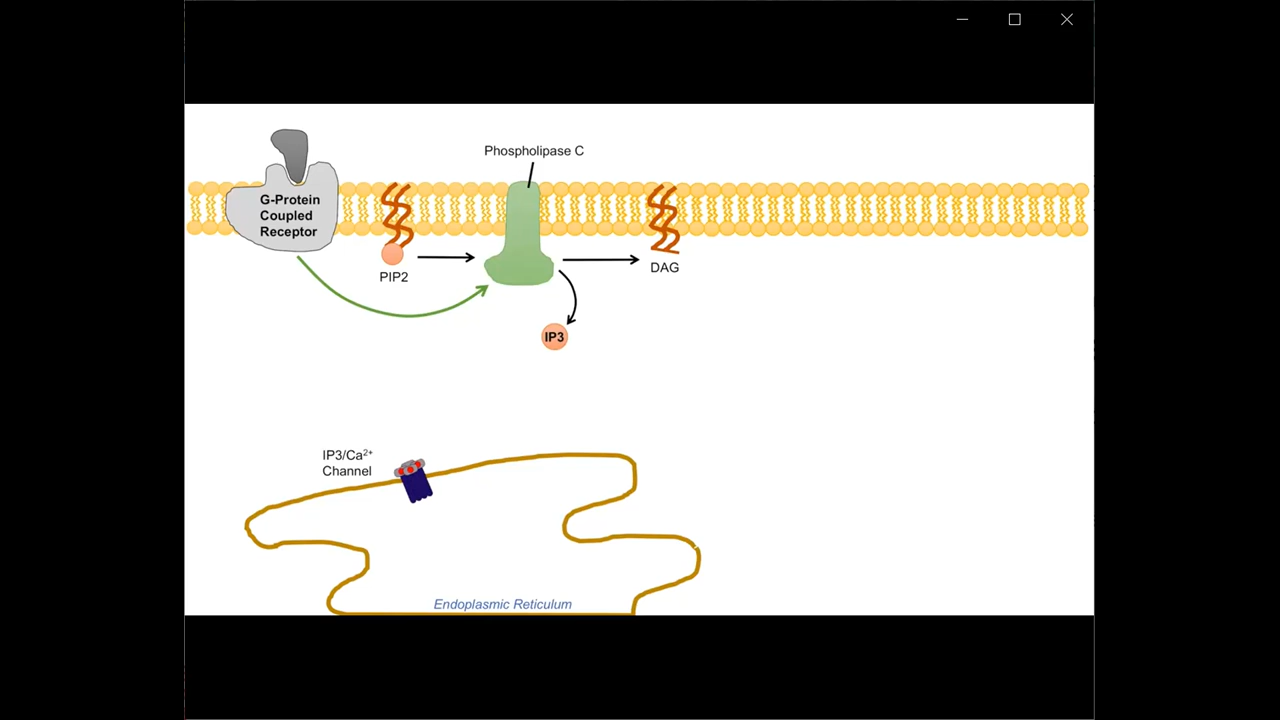 Phospholipase C
G-Protein
Coupled
Receptor
PIP2
DAG
IP3
IP3/Ca²⁺
Channel
Endoplasmic Reticulum